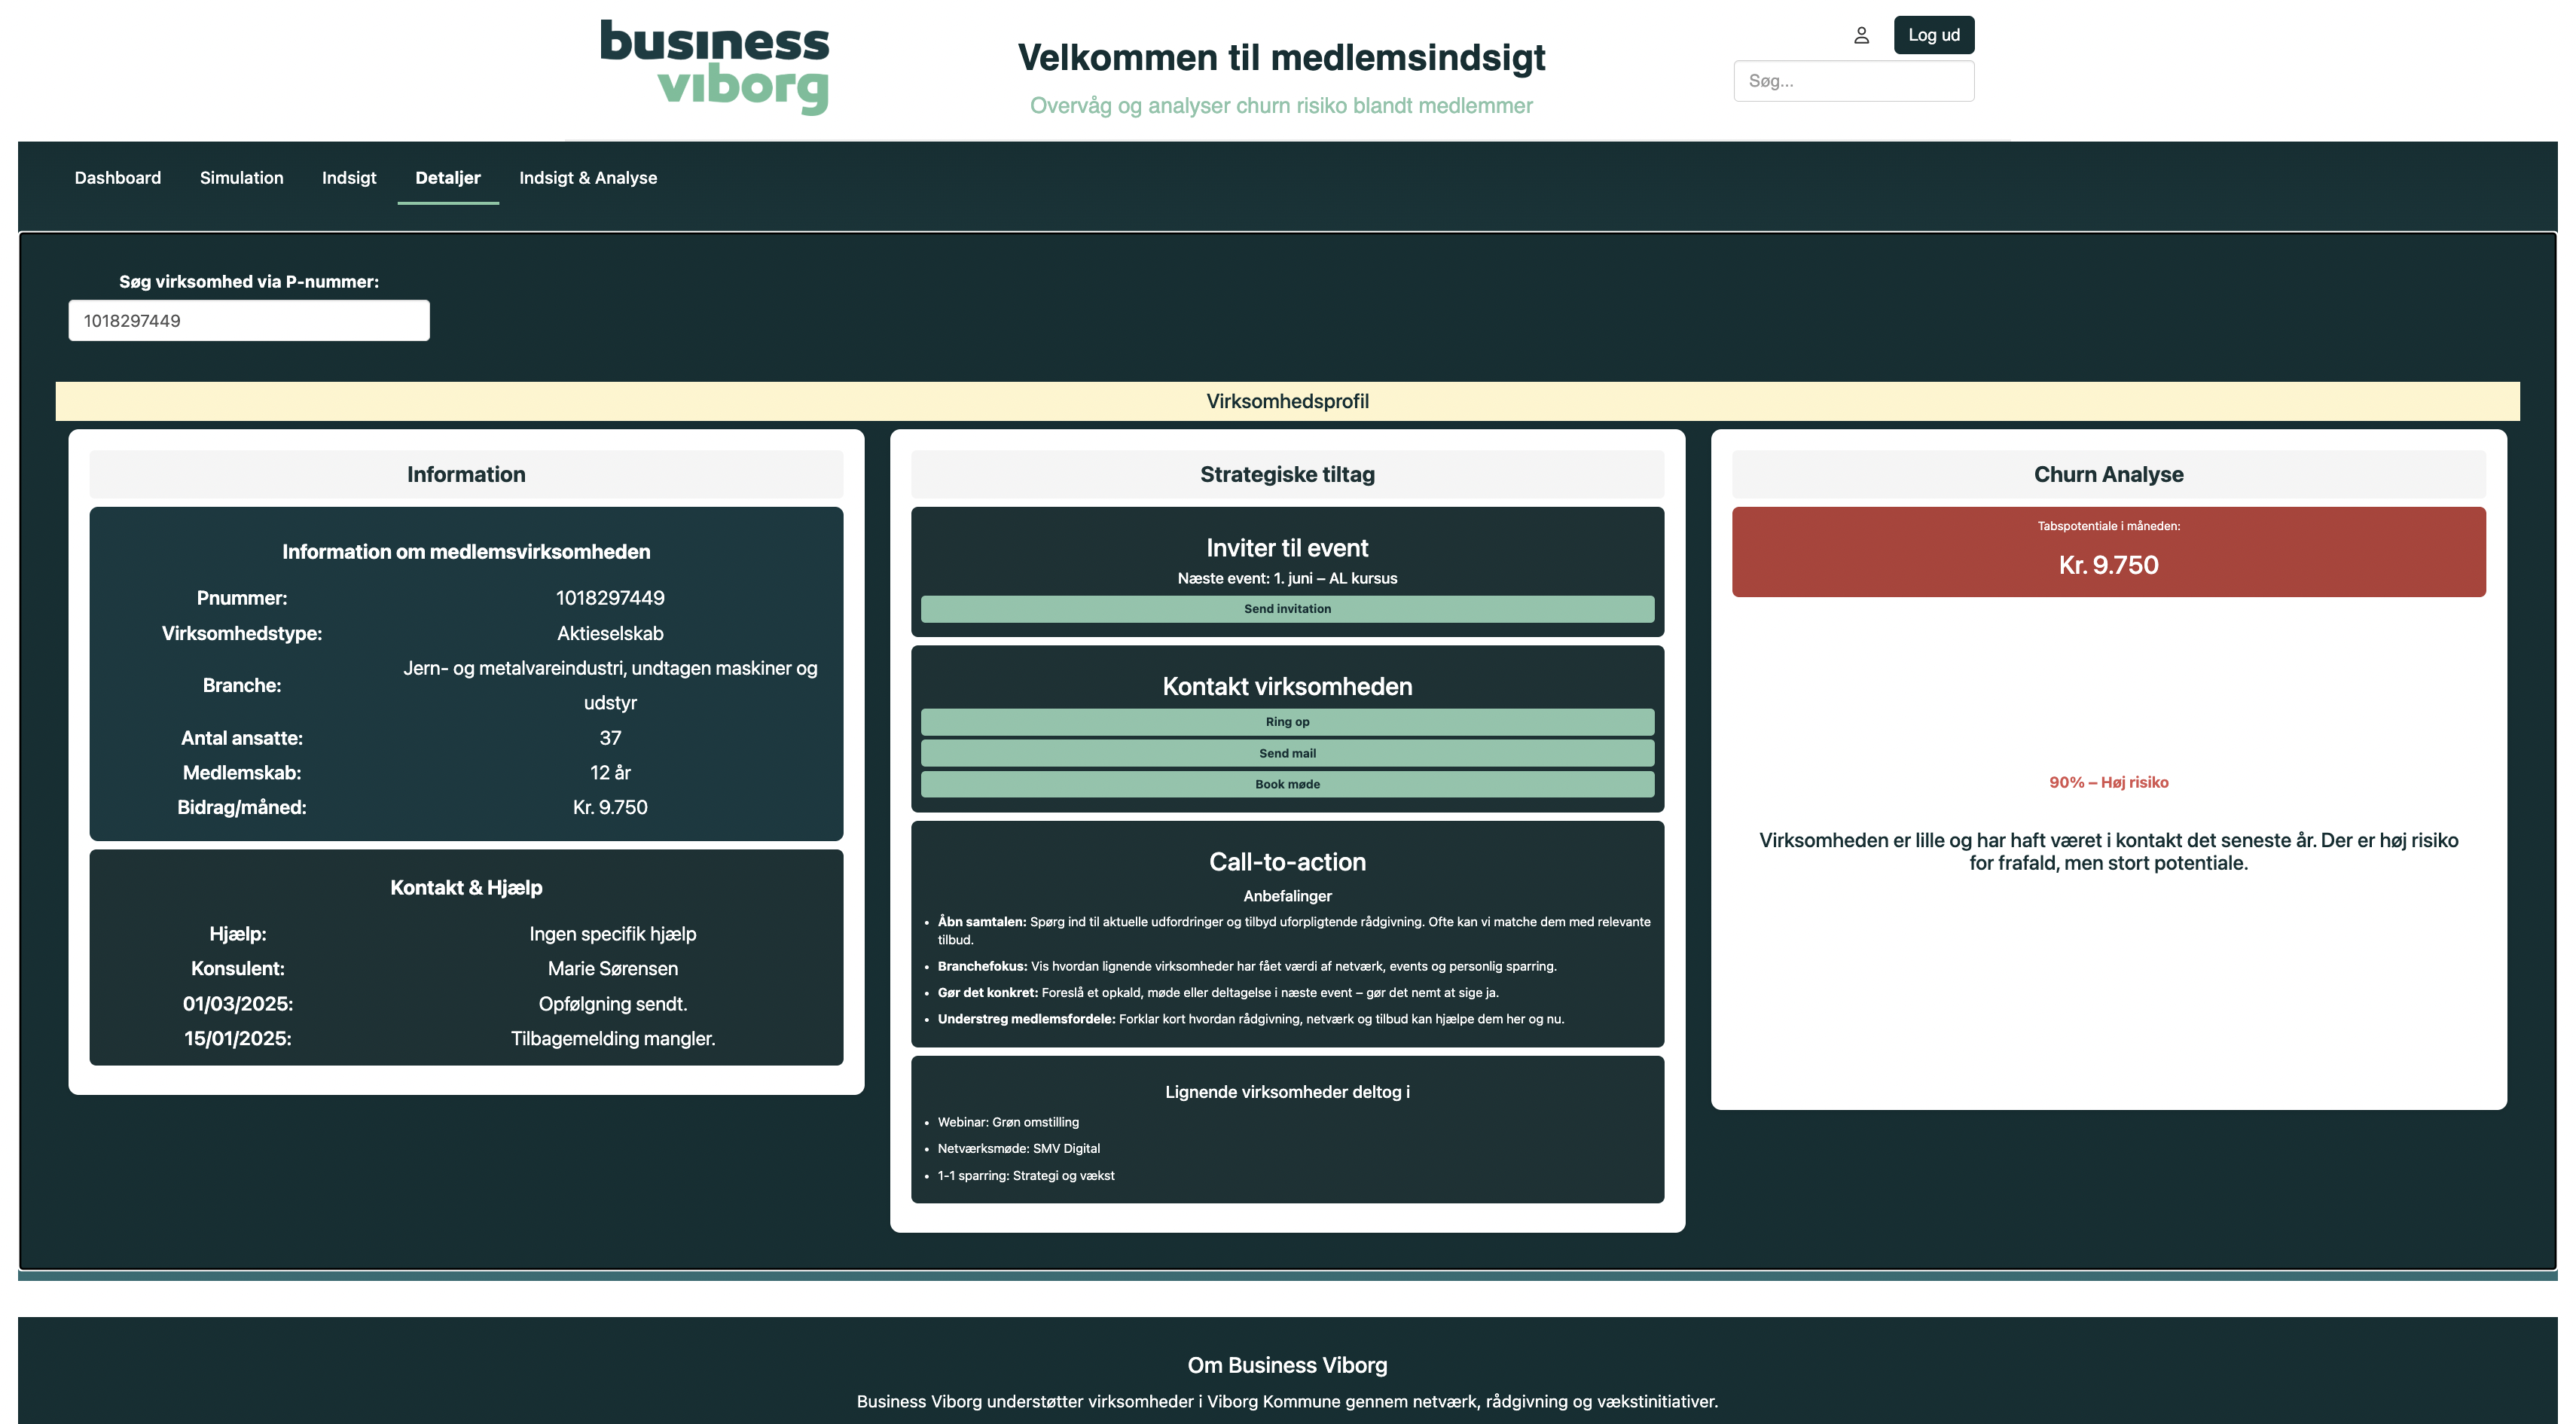 business
viborg
Velkommen til medlemsindsigt
Overvåg og analyser churn risiko blandt medlemmer
Log ud
Søg...
Dashboard
Simulation
Indsigt
Detaljer
Indsigt & Analyse
Søg virksomhed via P-nummer:
1018297449
Virksomhedsprofil
Information
Information om medlemsvirksomheden
Pnummer: 1018297449
Virksomhedstype: Aktieselskab
Branche: Jern- og metalvareindustri, undtagen maskiner og
udstyr
Antal ansatte: 37
Medlemskab: 12 år
Bidrag/måned: Kr. 9.750
Kontakt & Hjælp
Hjælp: Ingen specifik hjælp
Konsulent: Marie Sørensen
01/03/2025: Opfølgning sendt.
15/01/2025: Tilbagemelding mangler.
Strategiske tiltag
Inviter til event
Næste event: 1. juni – AL kursus
Send invitation
Kontakt virksomheden
Ring op
Send mail
Book møde
Call-to-action
Anbefalinger
• Åbn samtalen: Spørg ind til aktuelle udfordringer og tilbyd uforpligtende rådgivning. Ofte kan vi matche dem med relevante
tilbud.
• Branchefokus: Vis hvordan lignende virksomheder har fået værdi af netværk, events og personlig sparring.
• Gør det konkret: Foreslå et opkald, møde eller deltagelse i næste event – gør det nemt at sige ja.
• Understreg medlemsfordele: Forklar kort hvordan rådgivning, netværk og tilbud kan hjælpe dem her og nu.
Lignende virksomheder deltog i
• Webinar: Grøn omstilling
• Netværksmøde: SMV Digital
• 1-1 sparring: Strategi og vækst
Churn Analyse
Tabspotentiale i måneden:
Kr. 9.750
90% – Høj risiko
Virksomheden er lille og har haft været i kontakt det seneste år. Der er høj risiko
for frafald, men stort potentiale.
Om Business Viborg
Business Viborg understøtter virksomheder i Viborg Kommune gennem netværk, rådgivning og vækstinitiativer.